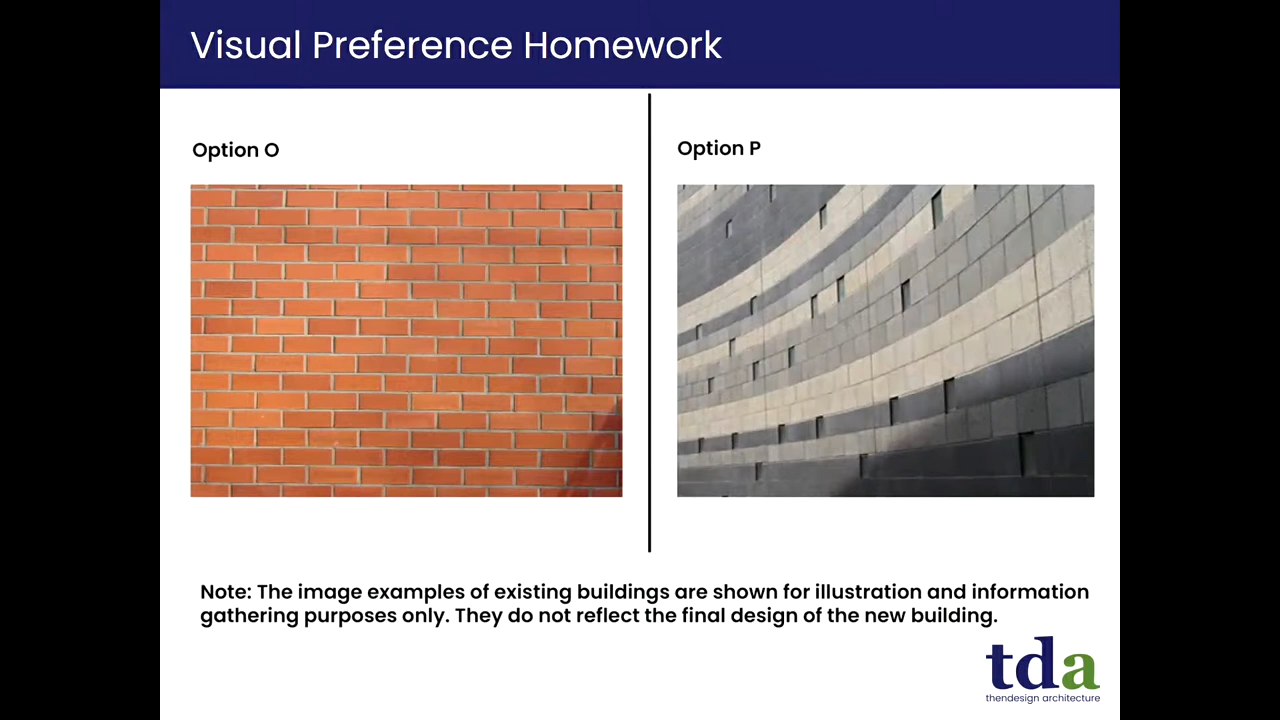 Visual Preference Homework
Option O
Option P
Note: The image examples of existing buildings are shown for illustration and information
gathering purposes only. They do not reflect the final design of the new building.
tda
thendesign architecture